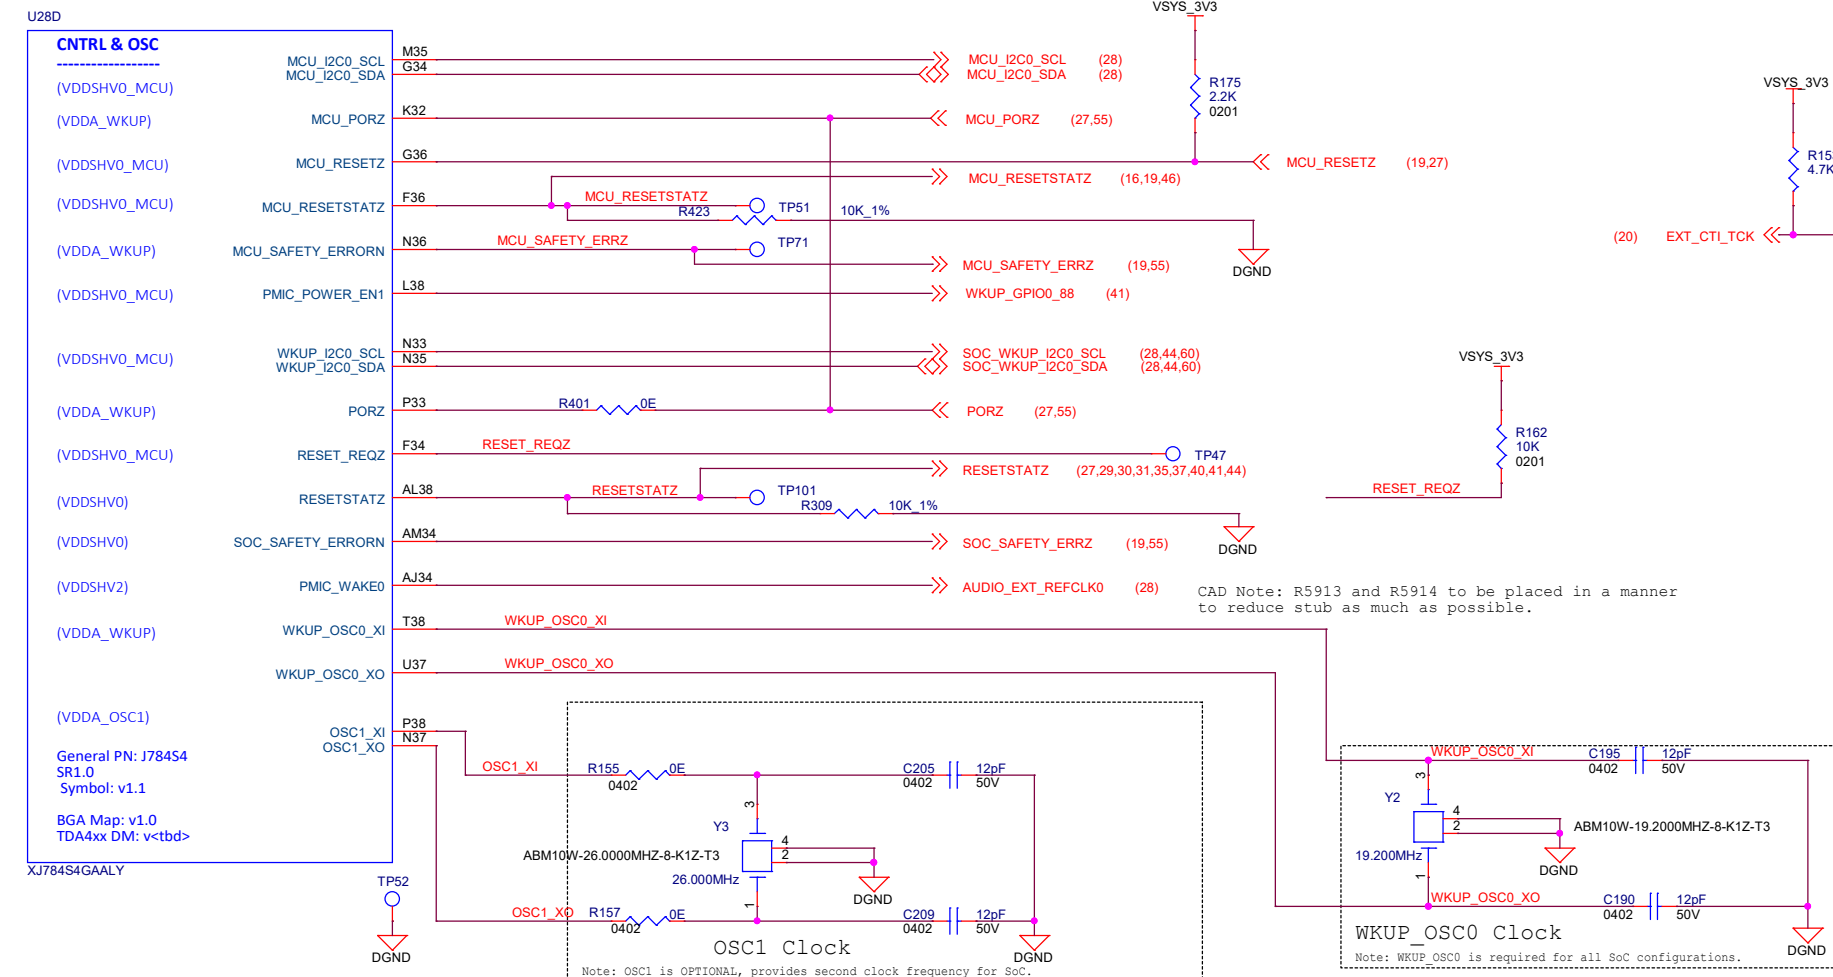 U28D
CNTRL & OSC
------------------
(VDDSHV0_MCU)
(VDDA_WKUP)
(VDDSHV0_MCU)
(VDDSHV0_MCU)
(VDDA_WKUP)
(VDDSHV0_MCU)
(VDDSHV0_MCU)
(VDDA_WKUP)
(VDDSHV0_MCU)
(VDDSHV0)
(VDDSHV0)
(VDDSHV2)
(VDDA_WKUP)
(VDDA_OSC1)
General PN: J784S4
SR1.0
Symbol: v1.1
BGA Map: v1.0
TDA4xx DM: v<tbd>
XJ784S4GAALY
MCU_I2C0_SCL M35 MCU_I2C0_SCL (28)
MCU_I2C0_SDA G34 MCU_I2C0_SDA (28)
MCU_PORZ K32 MCU_PORZ (27,55)
MCU_RESETZ G36 MCU_RESETZ (19,27)
MCU_RESETSTATZ (16,19,46)
MCU_RESETSTATZ F36 MCU_RESETSTATZ TP51
R423 10K_1%
DGND
MCU_SAFETY_ERRORN N36 MCU_SAFETY_ERRZ TP71
MCU_SAFETY_ERRZ (19,55)
PMIC_POWER_EN1 L38 WKUP_GPIO0_88 (41)
WKUP_I2C0_SCL N33 SOC_WKUP_I2C0_SCL (28,44,60)
WKUP_I2C0_SDA N35 SOC_WKUP_I2C0_SDA (28,44,60)
PORZ P33 R401 0E PORZ (27,55)
RESET_REQZ F34 RESET_REQZ TP47
RESETSTATZ (27,29,30,31,35,37,40,41,44)
RESETSTATZ AL38 RESETSTATZ TP101
R309 10K_1%
DGND
SOC_SAFETY_ERRORN AM34 SOC_SAFETY_ERRZ (19,55)
PMIC_WAKE0 AJ34 AUDIO_EXT_REFCLK0 (28)
WKUP_OSC0_XI T38 WKUP_OSC0_XI
WKUP_OSC0_XO U37 WKUP_OSC0_XO
OSC1_XI P38
OSC1_XO N37
VSYS_3V3
R175
2.2K
0201
VSYS_3V3
4.7K
(20) EXT_CTI_TCK
VSYS_3V3
R162
10K
0201
RESET_REQZ
CAD Note: R5913 and R5914 to be placed in a manner
to reduce stub as much as possible.
OSC1_XI R155 0E
0402
C205 12pF
0402 50V
3
Y3
4
2
ABM10W-26.0000MHZ-8-K1Z-T3
26.000MHz
1
DGND
OSC1_XO R157 0E
0402
C209 12pF
0402 50V
DGND
OSC1 Clock
Note: OSC1 is OPTIONAL, provides second clock frequency for SoC.
TP52
DGND
WKUP_OSC0_XI C195 12pF
0402 50V
3
Y2
4
2
ABM10W-19.2000MHZ-8-K1Z-T3
19.200MHz
1
DGND
WKUP_OSC0_XO C190 12pF
0402 50V
DGND
WKUP_OSC0 Clock
Note: WKUP_OSC0 is required for all SoC configurations.